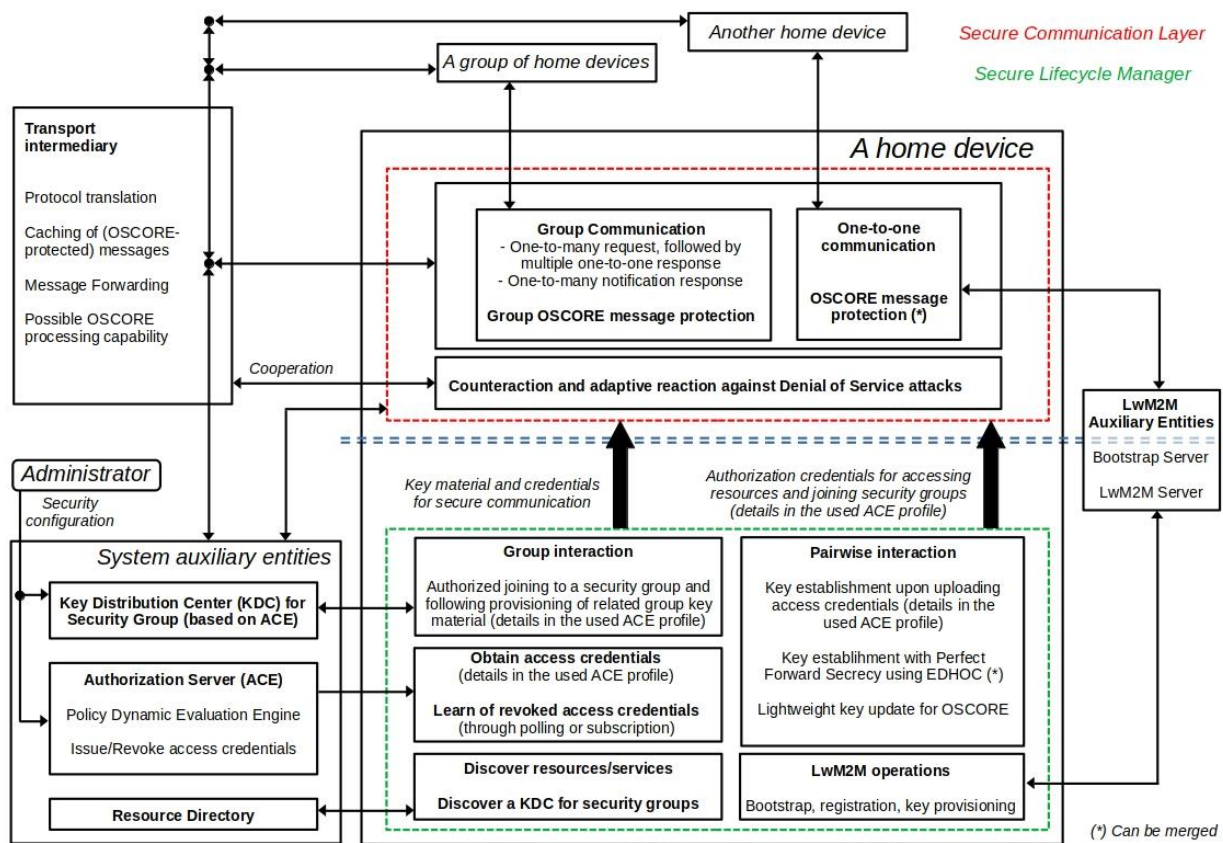 Another home device
Secure Communication Layer
A group of home devices
Secure Lifecycle Manager
Transport
intermediary
Protocol translation
Caching of (OSCORE-
protected) messages
Message Forwarding
Possible OSCORE
processing capability
A home device
Group Communication
- One-to-many request, followed by
multiple one-to-one response
- One-to-many notification response
Group OSCORE message protection
One-to-one
communication
OSCORE message
protection (*)
Cooperation
Counteraction and adaptive reaction against Denial of Service attacks
LwM2M
Auxiliary Entities
Bootstrap Server
LwM2M Server
Administrator
Security
configuration
Key material and credentials
for secure communication
Authorization credentials for accessing
resources and joining security groups
(details in the used ACE profile)
System auxiliary entities
Key Distribution Center (KDC) for
Security Group (based on ACE)
Authorization Server (ACE)
Policy Dynamic Evaluation Engine
Issue/Revoke access credentials
Resource Directory
Group interaction
Authorized joining to a security group and
following provisioning of related group key
material (details in the used ACE profile)
Obtain access credentials
(details in the used ACE profile)
Learn of revoked access credentials
(through polling or subscription)
Discover resources/services
Discover a KDC for security groups
Pairwise interaction
Key establishment upon uploading
access credentials (details in the
used ACE profile)
Key establihment with Perfect
Forward Secrecy using EDHOC (*)
Lightweight key update for OSCORE
LwM2M operations
Bootstrap, registration, key provisioning
(*) Can be merged